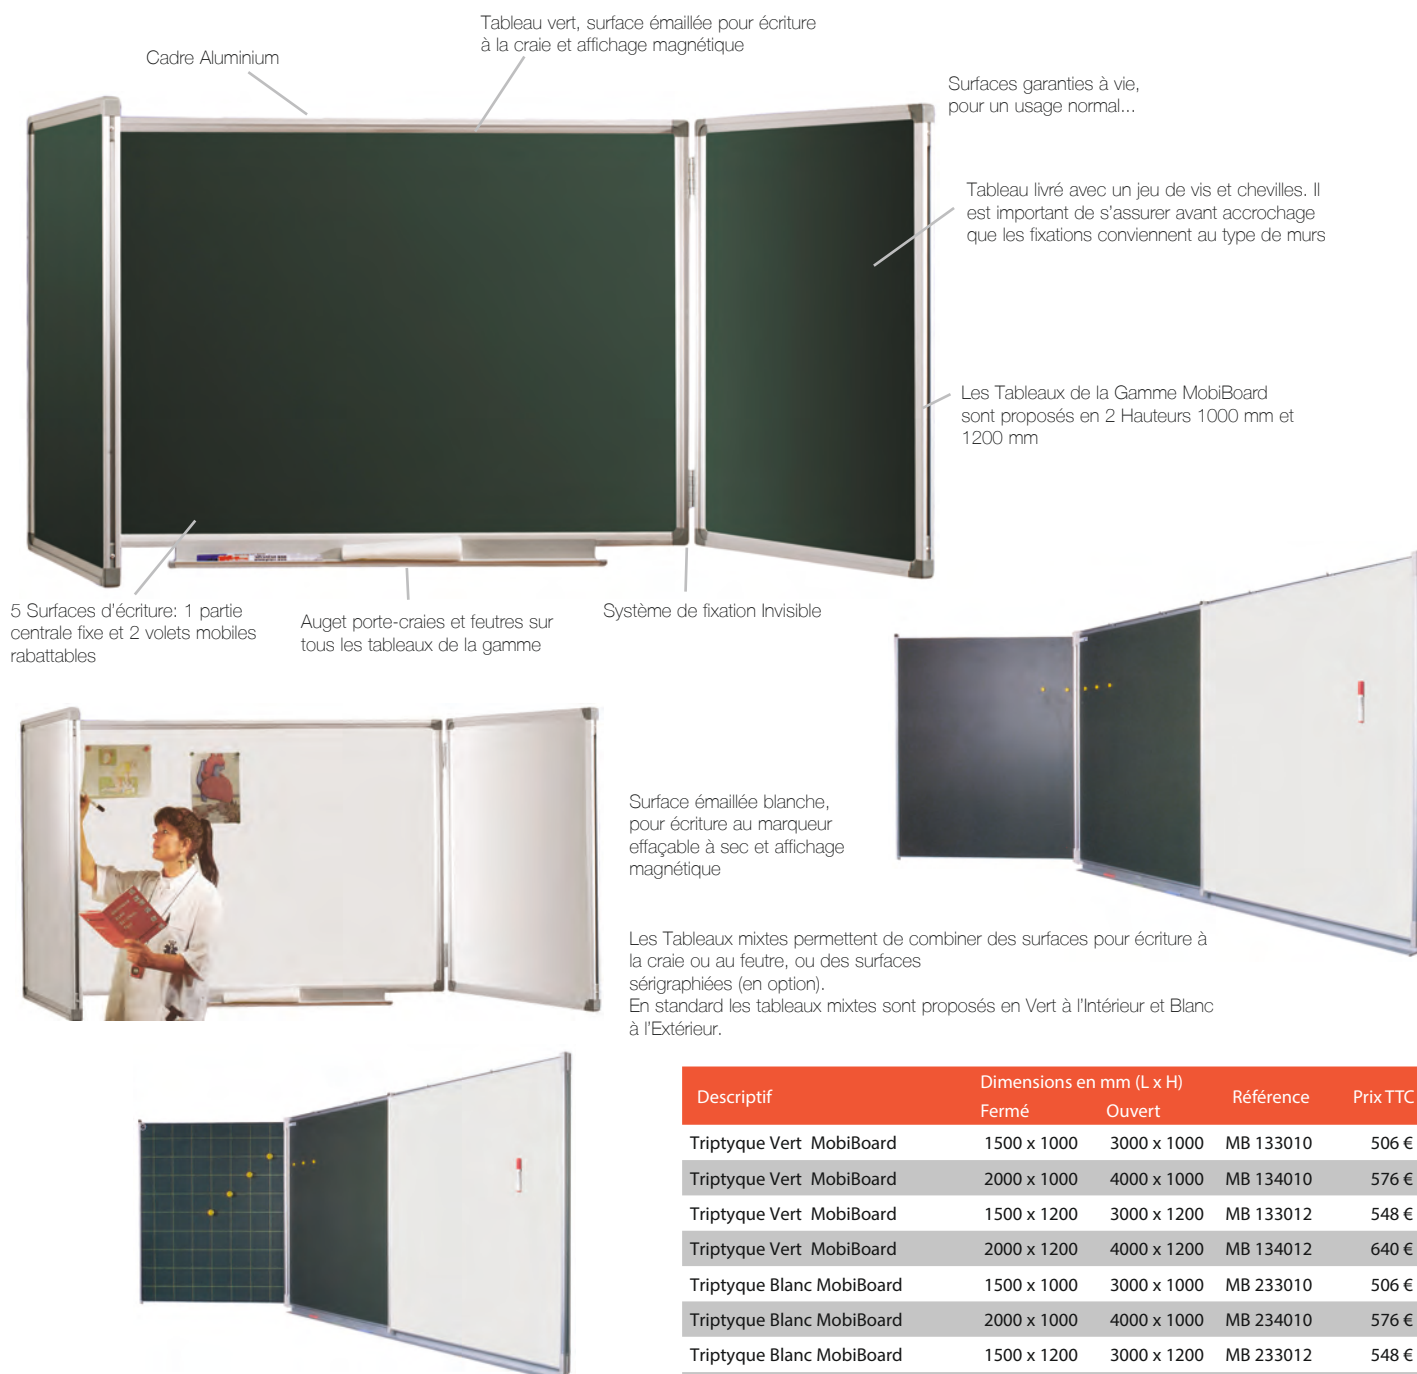 Tableau vert, surface émaillée pour écriture
à la craie et affichage magnétique
Cadre Aluminium
Surfaces garanties à vie,
pour un usage normal...
Tableau livré avec un jeu de vis et chevilles. Il
est important de s'assurer avant accrochage
que les fixations conviennent au type de murs
Les Tableaux de la Gamme MobiBoard
sont proposés en 2 Hauteurs 1000 mm et
1200 mm
5 Surfaces d'écriture: 1 partie
centrale fixe et 2 volets mobiles
rabattables
Auget porte-craies et feutres sur
tous les tableaux de la gamme
Système de fixation Invisible
Surface émaillée blanche,
pour écriture au marqueur
effaçable à sec et affichage
magnétique
Les Tableaux mixtes permettent de combiner des surfaces pour écriture à
la craie ou au feutre, ou des surfaces
sérigraphiées (en option).
En standard les tableaux mixtes sont proposés en Vert à l'Intérieur et Blanc
à l'Extérieur.
Descriptif Dimensions en mm (L x H) Référence Prix TTC
Fermé Ouvert
Triptyque Vert MobiBoard 1500 x 1000 3000 x 1000 MB 133010 506 €
Triptyque Vert MobiBoard 2000 x 1000 4000 x 1000 MB 134010 576 €
Triptyque Vert MobiBoard 1500 x 1200 3000 x 1200 MB 133012 548 €
Triptyque Vert MobiBoard 2000 x 1200 4000 x 1200 MB 134012 640 €
Triptyque Blanc MobiBoard 1500 x 1000 3000 x 1000 MB 233010 506 €
Triptyque Blanc MobiBoard 2000 x 1000 4000 x 1000 MB 234010 576 €
Triptyque Blanc MobiBoard 1500 x 1200 3000 x 1200 MB 233012 548 €